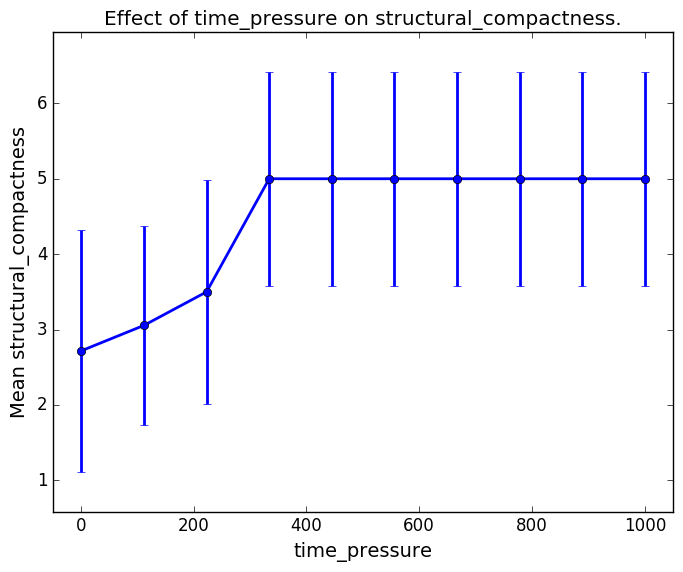 Effect of time_pressure on structural_compactness.
Mean structural_compactness
6
5
4
3
2
1
0 200 400 600 800 1000
time_pressure